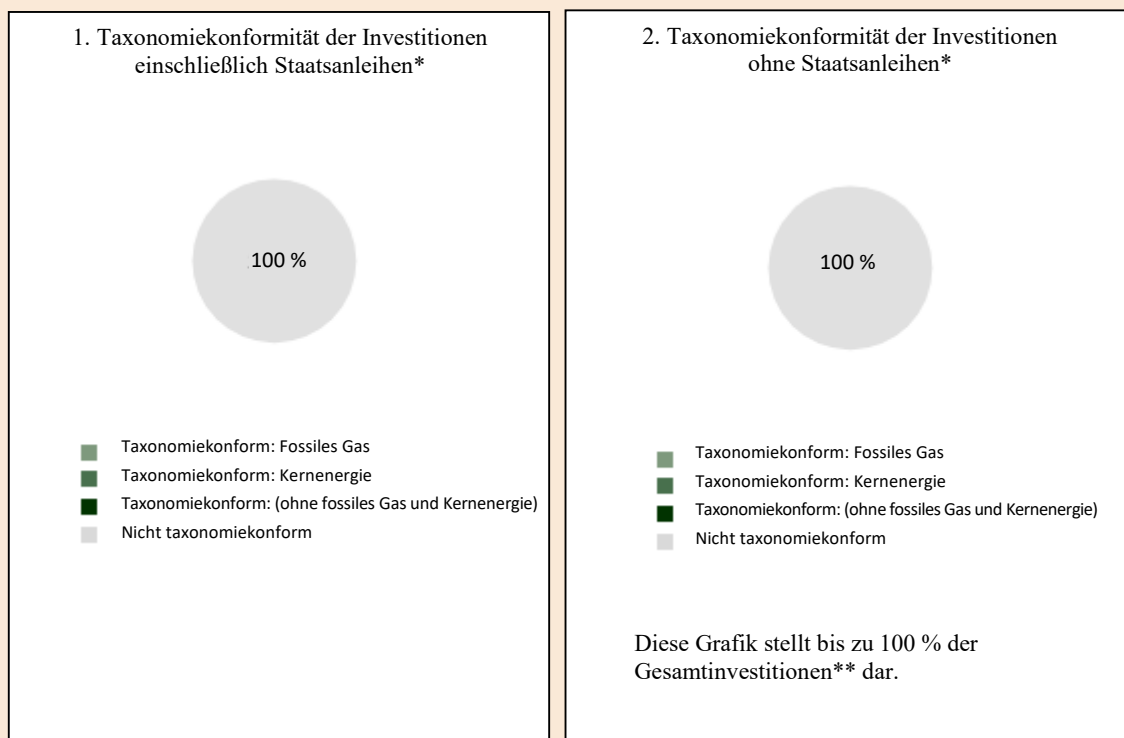 1. Taxonomiekonformität der Investitionen
einschließlich Staatsanleihen*
100 %
Taxonomiekonform: Fossiles Gas
Taxonomiekonform: Kernenergie
Taxonomiekonform: (ohne fossiles Gas und Kernenergie)
Nicht taxonomiekonform
2. Taxonomiekonformität der Investitionen
ohne Staatsanleihen*
100 %
Taxonomiekonform: Fossiles Gas
Taxonomiekonform: Kernenergie
Taxonomiekonform: (ohne fossiles Gas und Kernenergie)
Nicht taxonomiekonform
Diese Grafik stellt bis zu 100 % der
Gesamtinvestitionen** dar.